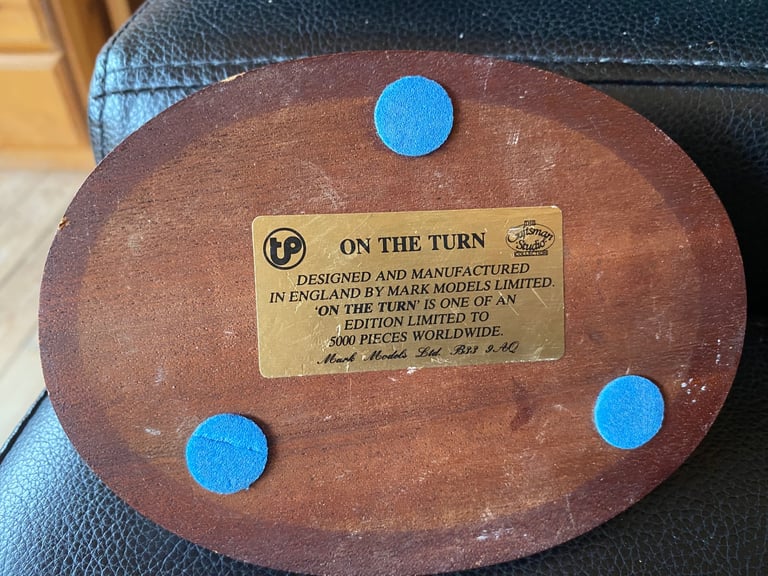 tp
ON THE TURN
THE
Craftsman
Studio
COLLECTION
DESIGNED AND MANUFACTURED
IN ENGLAND BY MARK MODELS LIMITED.
'ON THE TURN' IS ONE OF AN
EDITION LIMITED TO
5000 PIECES WORLDWIDE.
Mark Models Ltd. B33 9AQ